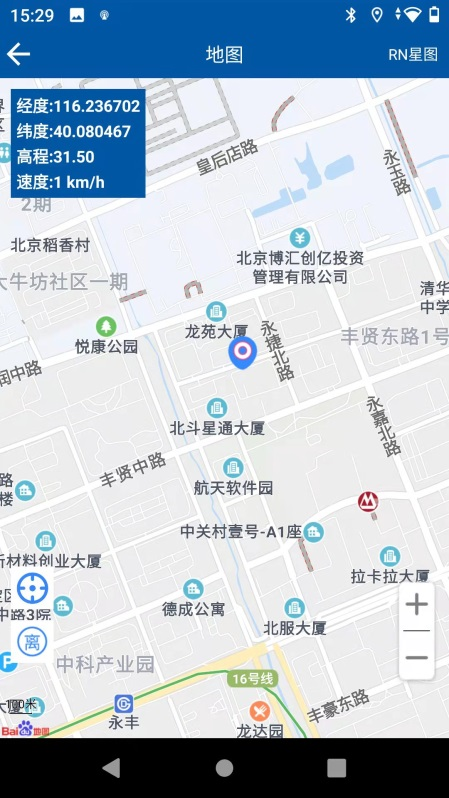 15:29
地图
RN星图
经度:116.236702
纬度:40.080467
高程:31.50
速度:1 km/h
皇后店路
永玉路
2期
北京稻香村
大牛坊社区一期
北京博汇创亿投资
管理有限公司
清华
中学
龙苑大厦
永捷北路
悦康公园
丰贤东路1号
润中路
永嘉北路
北斗星通大厦
丰贤中路
航天软件园
路
楼
中关村壹号-A1座
新材料创业大厦
拉卡拉大厦
中路3院
德成公寓
北服大厦
离
中科产业园
16号线
100米
大厦
永丰
丰豪东路
龙达园
Bai 地图